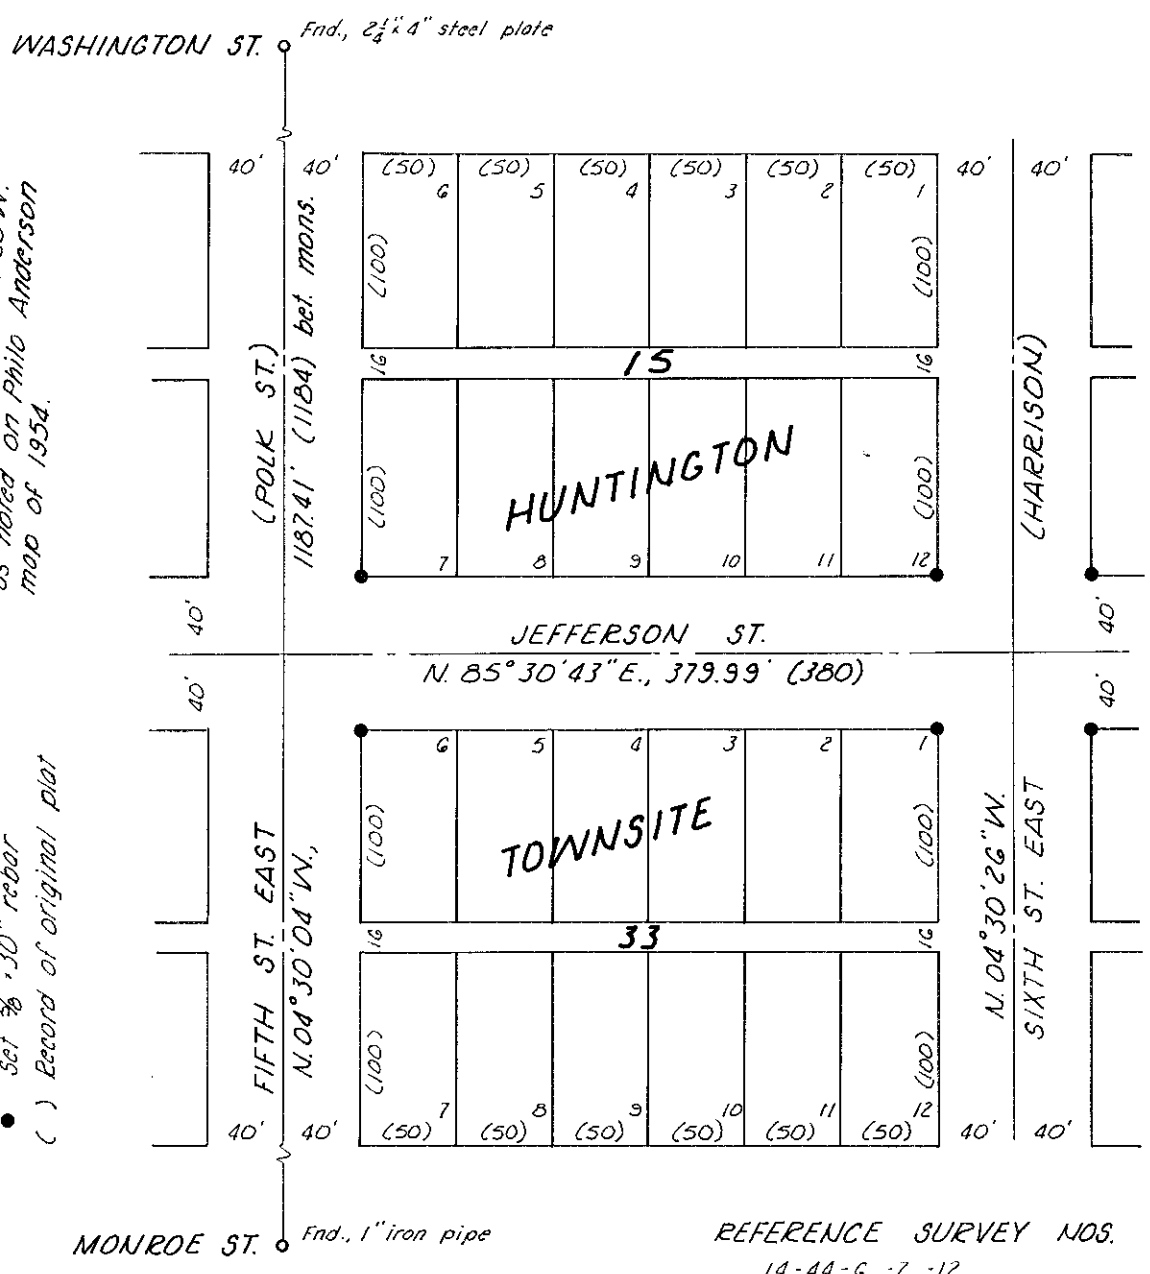 WASHINGTON ST.
Fnd., 2¼"x 4" steel plate
40' 40' (50) (50) (50) (50) (50) (50) 40' 40'
6 5 4 3 2 1
(100) (100)
noted on Philo Anderson
map of 1954.
(POLK ST.)
1187.41' (1184) bet. mons.
16 15 16
(HARRISON)
HUNTINGTON
(100) (100)
7 8 9 10 11 12
40' 40'
JEFFERSON ST.
N. 85°30'43"E., 379.99' (380)
40' 40'
6 5 4 3 2 1
● Set rebar
( ) Record of original plat
TOWNSITE
(100) (100)
FIFTH ST. EAST
N.04°30'04"W.,
16 33 16
N.04°30'26"W.
SIXTH ST. EAST
(100) (100)
7 8 9 10 11 12
40' 40' (50) (50) (50) (50) (50) (50) 40' 40'
MONROE ST.
Fnd., 1" iron pipe
REFERENCE SURVEY NOS.